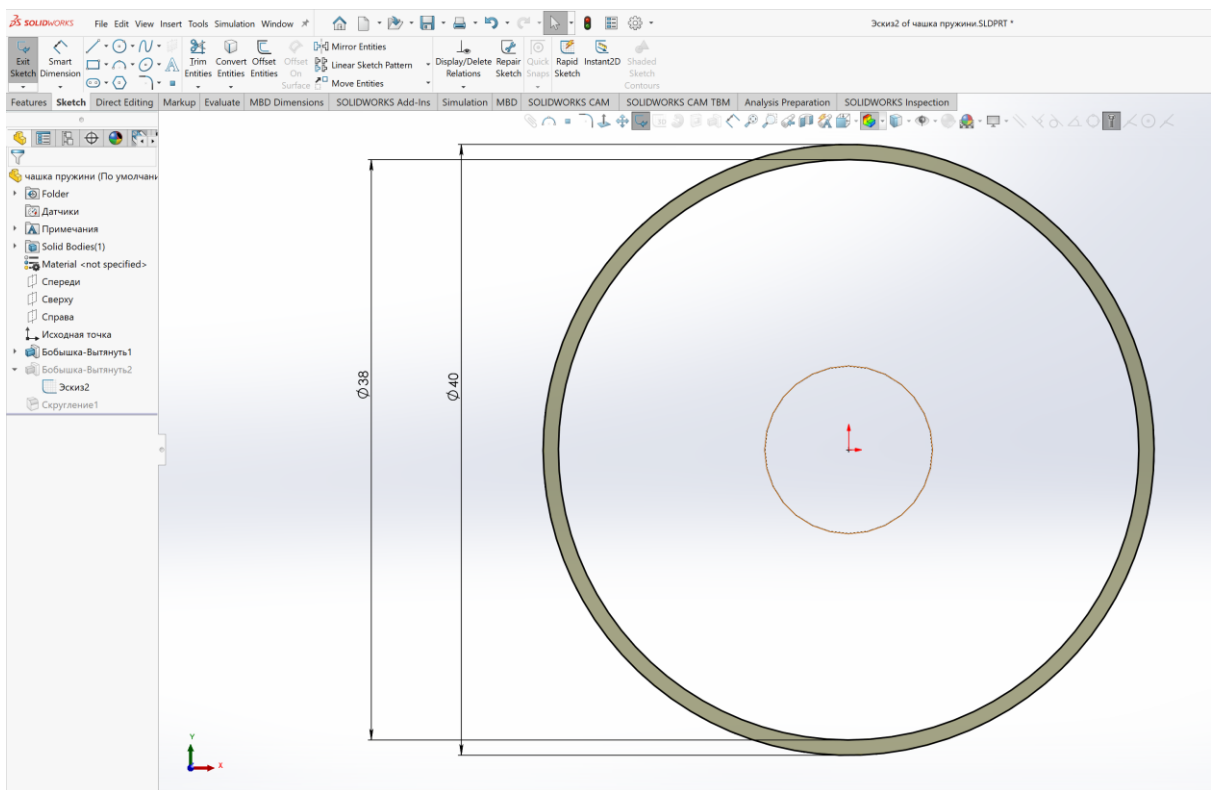 SOLIDWORKS File Edit View Insert Tools Simulation Window Эскиз2 of чашка пружини.SLDPRT *
Exit Sketch
Smart Dimension
Trim Entities
Convert Entities
Offset Entities
Offset On Surface
Mirror Entities
Linear Sketch Pattern
Move Entities
Display/Delete Relations
Repair Sketch
Quick Snaps
Rapid Sketch
Instant2D
Shaded Sketch Contours
Features Sketch Direct Editing Markup Evaluate MBD Dimensions SOLIDWORKS Add-Ins Simulation MBD SOLIDWORKS CAM SOLIDWORKS CAM TBM Analysis Preparation SOLIDWORKS Inspection
чашка пружини (По умолчани
Folder
Датчики
Примечания
Solid Bodies(1)
Material <not specified>
Спереди
Сверху
Справа
Исходная точка
Бобышка-Вытянуть1
Бобышка-Вытянуть2
Эскиз2
Скругление1
∅38
∅40
Y
X